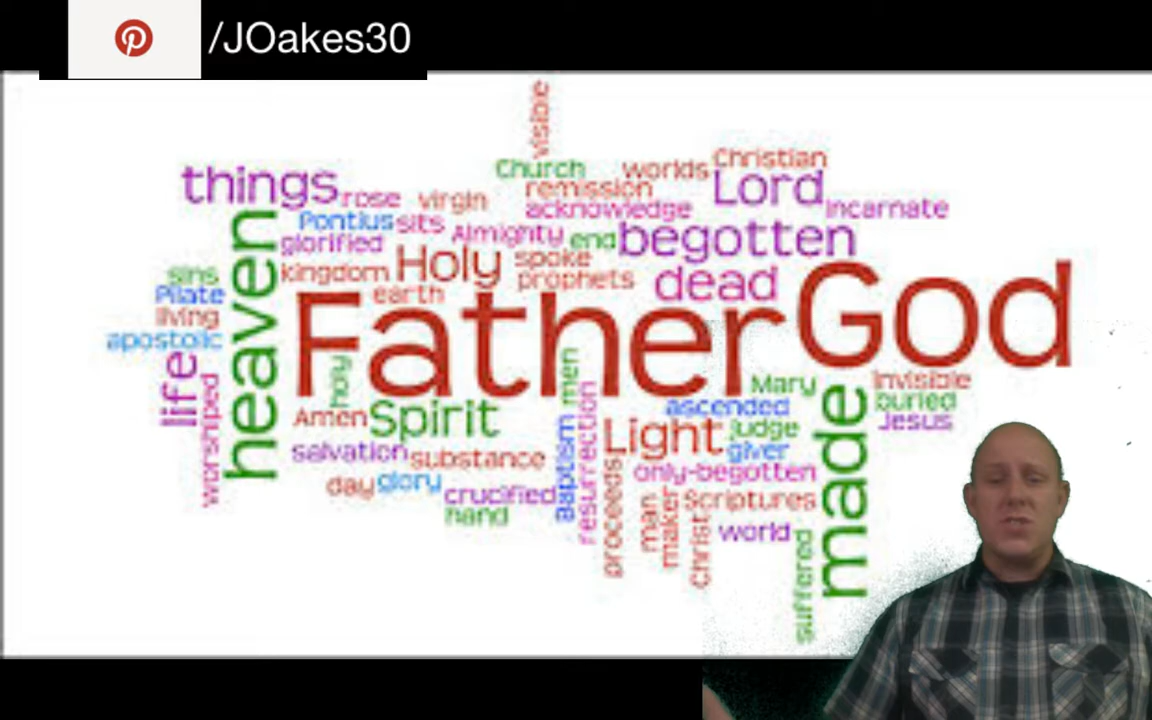 /JOakes30
visible
Church
worlds
Christian
things
rose
virgin
remission
Lord
acknowledge
incarnate
Pontius
sits
Almighty
end
begotten
glorified
heaven
kingdom
Holy
spoke
prophets
dead
sins
Pilate
living
apostolic
earth
Father
God
life
worshiped
holy
men
Mary
invisible
buried
Jesus
Amen
Spirit
ascended
Light
judge
giver
made
salvation
substance
Baptism
resurrection
only-begotten
day
glory
crucified
hand
proceeds
man
maker
Scriptures
Christ
world
suffered